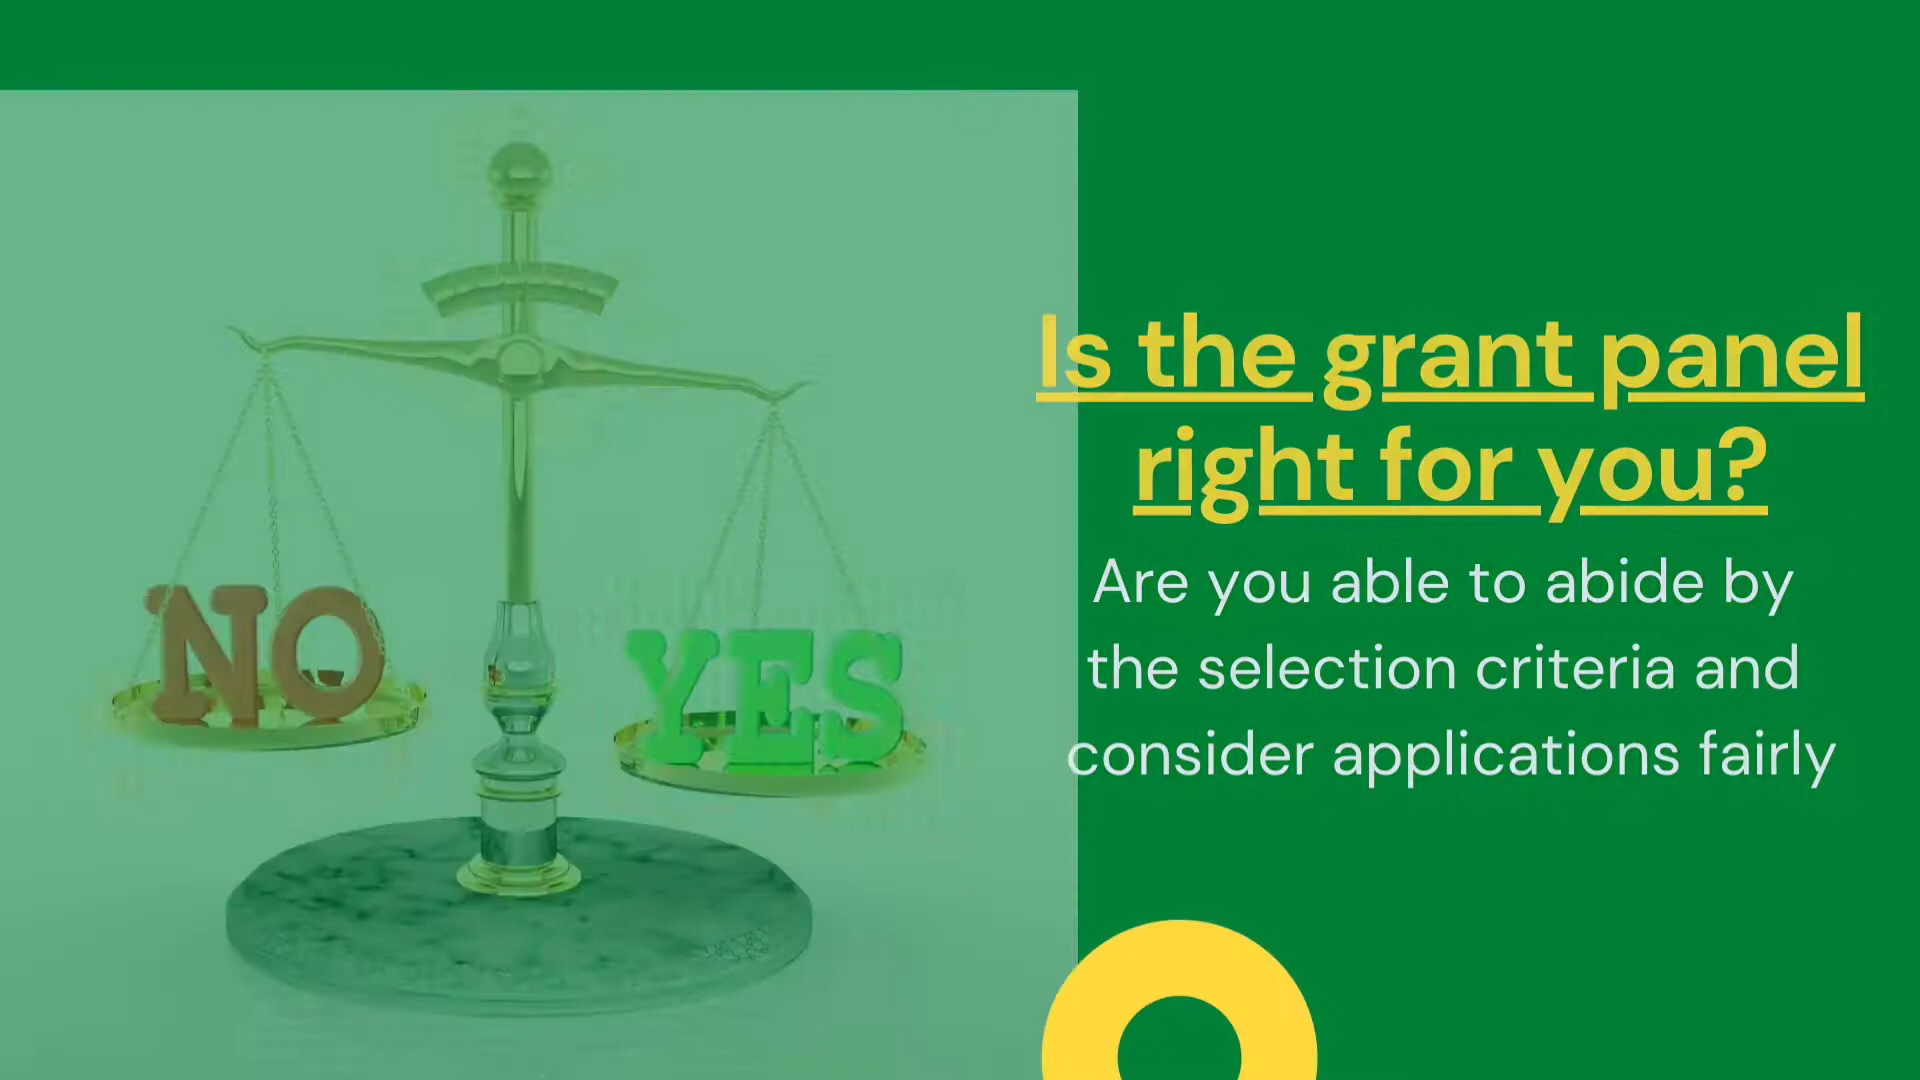 NO
YES
Is the grant panel
right for you?
Are you able to abide by
the selection criteria and
consider applications fairly